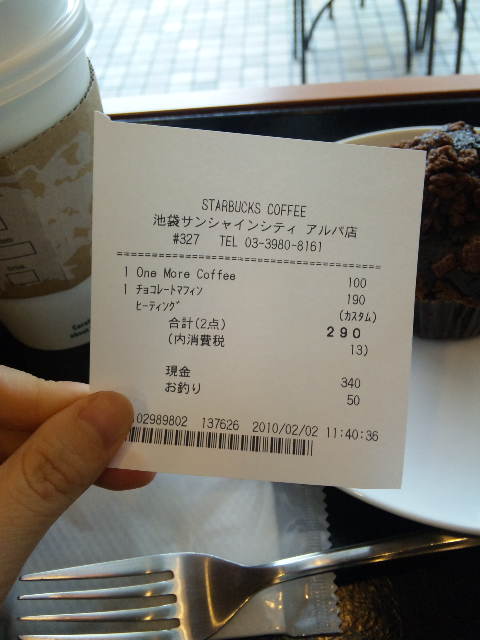 STARBUCKS COFFEE
池袋サンシャインシティ アルパ店
#327 TEL 03-3980-8161
1 One More Coffee 100
1 チョコレートマフィン 190
ヒーティング (カスタム)
合計(2点) 290
(内消費税 13)
現金 340
お釣り 50
02989802 137626 2010/02/02 11:40:36